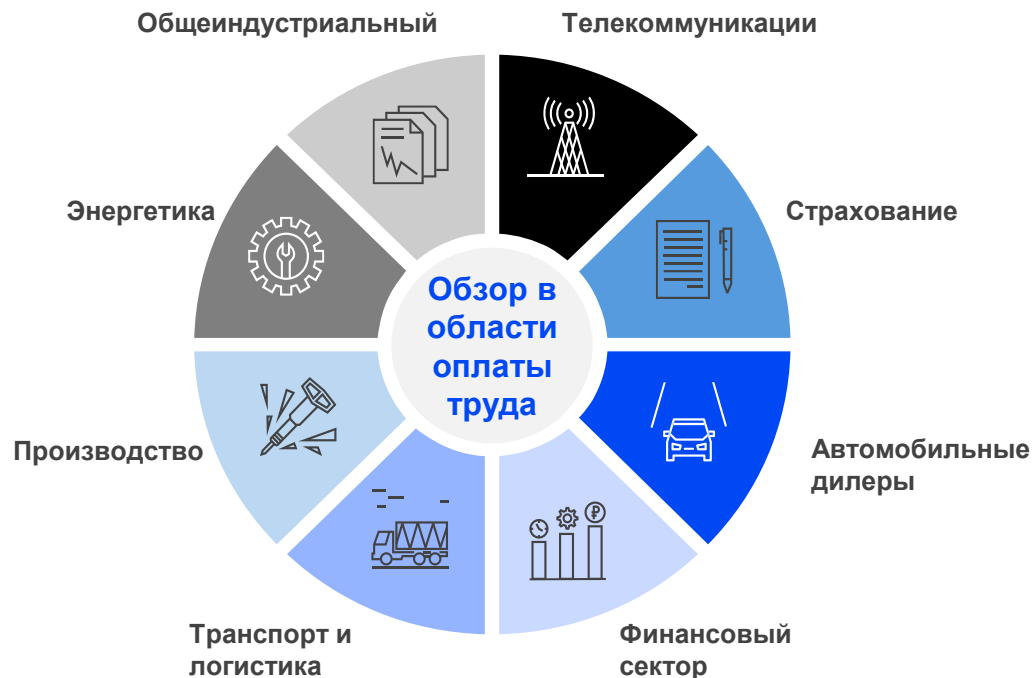 Общеиндустриальный
Телекоммуникации
Энергетика
Страхование
Обзор в
области
оплаты
труда
Производство
Автомобильные
дилеры
Транспорт и
логистика
Финансовый
сектор
₽